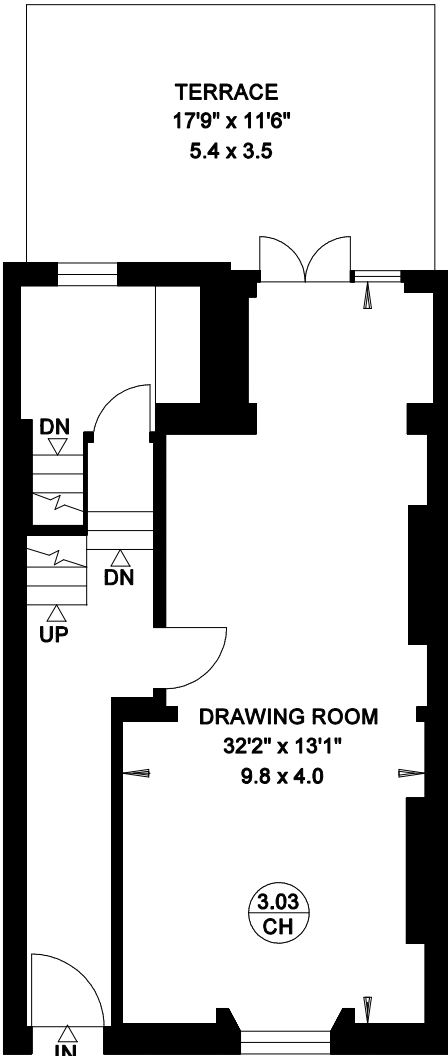 TERRACE
17'9" x 11'6"
5.4 x 3.5
DN
DN
UP
DRAWING ROOM
32'2" x 13'1"
9.8 x 4.0
3.03
CH
IN